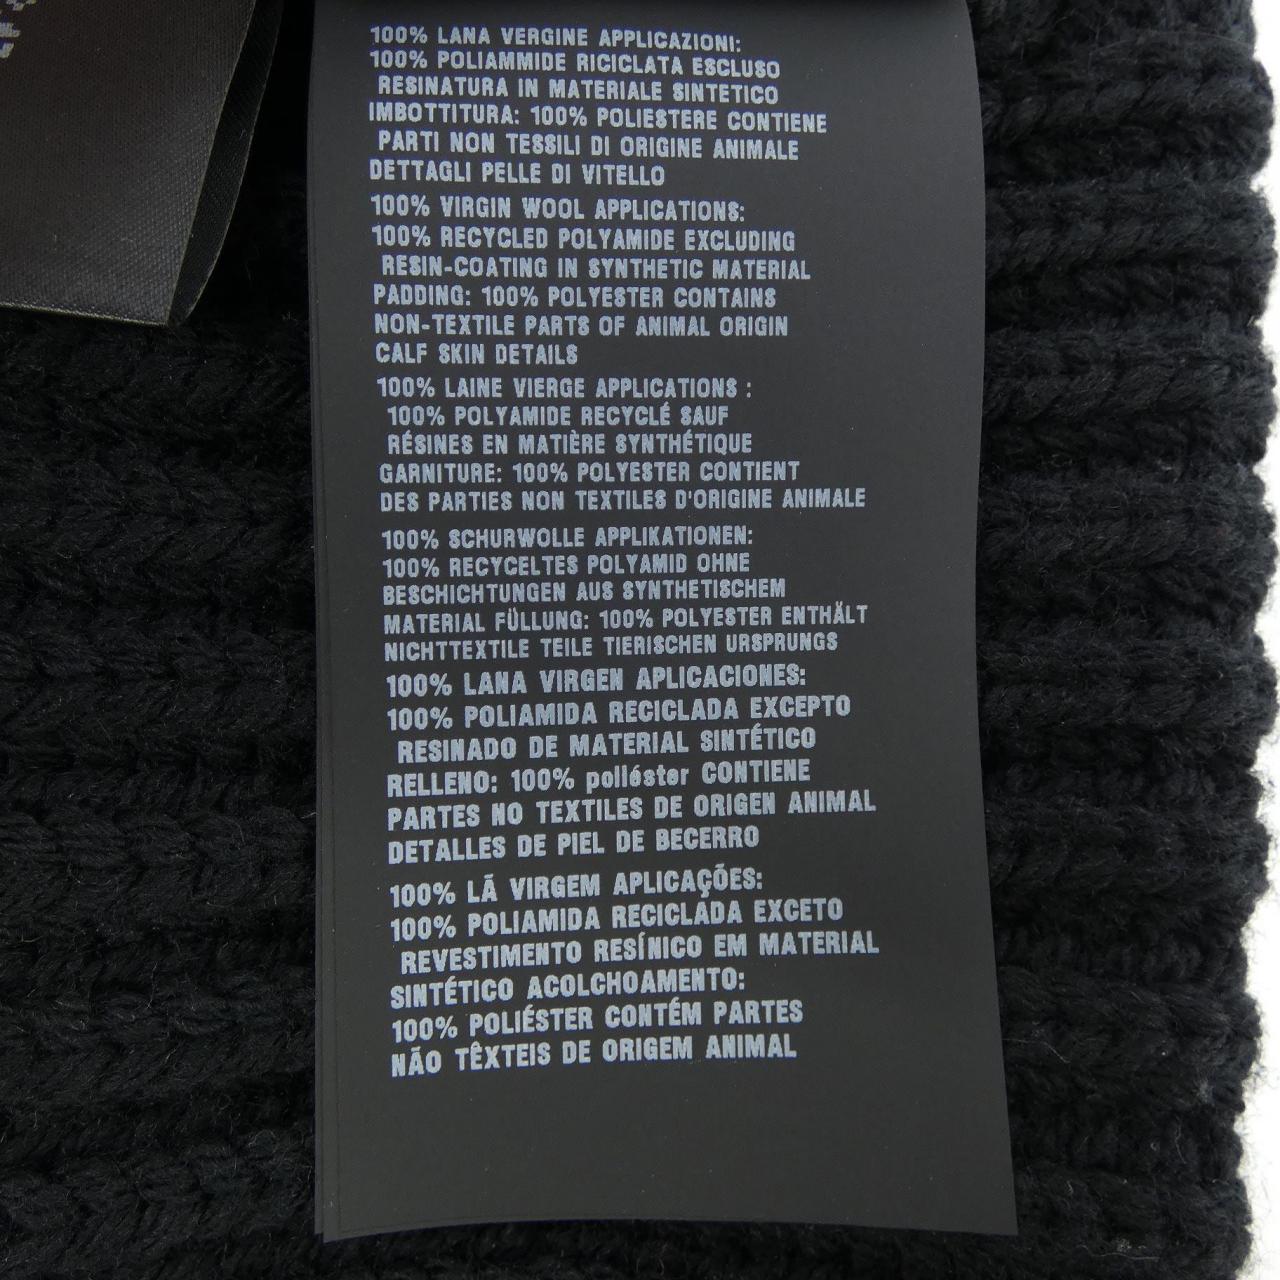 100% LANA VERGINE APPLICAZIONI:
100% POLIAMMIDE RICICLATA ESCLUSO
RESINATURA IN MATERIALE SINTETICO
IMBOTTITURA: 100% POLIESTERE CONTIENE
PARTI NON TESSILI DI ORIGINE ANIMALE
DETTAGLI PELLE DI VITELLO
100% VIRGIN WOOL APPLICATIONS:
100% RECYCLED POLYAMIDE EXCLUDING
RESIN-COATING IN SYNTHETIC MATERIAL
PADDING: 100% POLYESTER CONTAINS
NON-TEXTILE PARTS OF ANIMAL ORIGIN
CALF SKIN DETAILS
100% LAINE VIERGE APPLICATIONS :
100% POLYAMIDE RECYCLÉ SAUF
RÉSINES EN MATIÈRE SYNTHÉTIQUE
GARNITURE: 100% POLYESTER CONTIENT
DES PARTIES NON TEXTILES D'ORIGINE ANIMALE
100% SCHURWOLLE APPLIKATIONEN:
100% RECYCELTES POLYAMID OHNE
BESCHICHTUNGEN AUS SYNTHETISCHEM
MATERIAL FÜLLUNG: 100% POLYESTER ENTHÄLT
NICHTTEXTILE TEILE TIERISCHEN URSPRUNGS
100% LANA VIRGEN APLICACIONES:
100% POLIAMIDA RECICLADA EXCEPTO
RESINADO DE MATERIAL SINTÉTICO
RELLENO: 100% poliéster CONTIENE
PARTES NO TEXTILES DE ORIGEN ANIMAL
DETALLES DE PIEL DE BECERRO
100% LÃ VIRGEM APLICAÇÕES:
100% POLIAMIDA RECICLADA EXCETO
REVESTIMENTO RESÍNICO EM MATERIAL
SINTÉTICO ACOLCHOAMENTO:
100% POLIÉSTER CONTÉM PARTES
NÃO TÊXTEIS DE ORIGEM ANIMAL